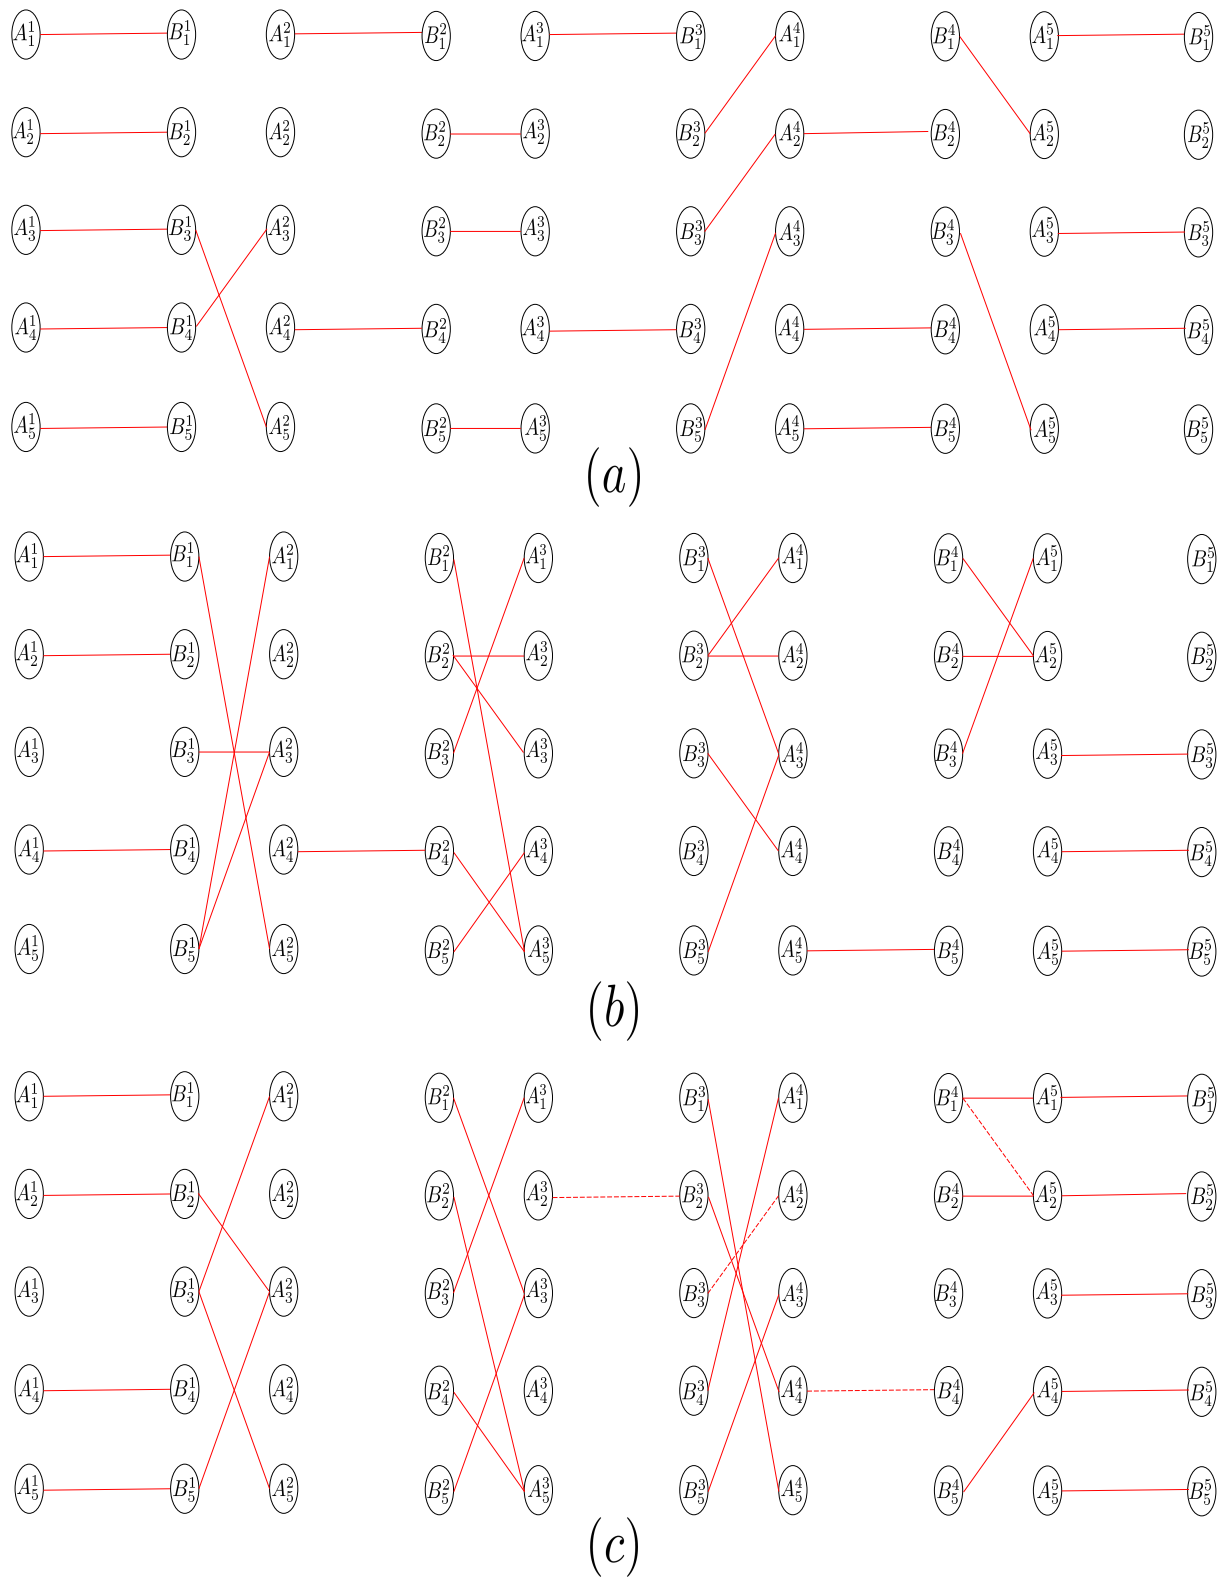 A₁¹ B₁¹ A₁² B₁² A₁³ B₁³ A₁⁴ B₁⁴ A₁⁵ B₁⁵
A₂¹ B₂¹ A₂² B₂² A₂³ B₂³ A₂⁴ B₂⁴ A₂⁵ B₂⁵
A₃¹ B₃¹ A₃² B₃² A₃³ B₃³ A₃⁴ B₃⁴ A₃⁵ B₃⁵
A₄¹ B₄¹ A₄² B₄² A₄³ B₄³ A₄⁴ B₄⁴ A₄⁵ B₄⁵
A₅¹ B₅¹ A₅² B₅² A₅³ B₅³ A₅⁴ B₅⁴ A₅⁵ B₅⁵
(a)
A₁¹ B₁¹ A₁² B₁² A₁³ B₁³ A₁⁴ B₁⁴ A₁⁵ B₁⁵
A₂¹ B₂¹ A₂² B₂² A₂³ B₂³ A₂⁴ B₂⁴ A₂⁵ B₂⁵
A₃¹ B₃¹ A₃² B₃² A₃³ B₃³ A₃⁴ B₃⁴ A₃⁵ B₃⁵
A₄¹ B₄¹ A₄² B₄² A₄³ B₄³ A₄⁴ B₄⁴ A₄⁵ B₄⁵
A₅¹ B₅¹ A₅² B₅² A₅³ B₅³ A₅⁴ B₅⁴ A₅⁵ B₅⁵
(b)
A₁¹ B₁¹ A₁² B₁² A₁³ B₁³ A₁⁴ B₁⁴ A₁⁵ B₁⁵
A₂¹ B₂¹ A₂² B₂² A₂³ B₂³ A₂⁴ B₂⁴ A₂⁵ B₂⁵
A₃¹ B₃¹ A₃² B₃² A₃³ B₃³ A₃⁴ B₃⁴ A₃⁵ B₃⁵
A₄¹ B₄¹ A₄² B₄² A₄³ B₄³ A₄⁴ B₄⁴ A₄⁵ B₄⁵
A₅¹ B₅¹ A₅² B₅² A₅³ B₅³ A₅⁴ B₅⁴ A₅⁵ B₅⁵
(c)